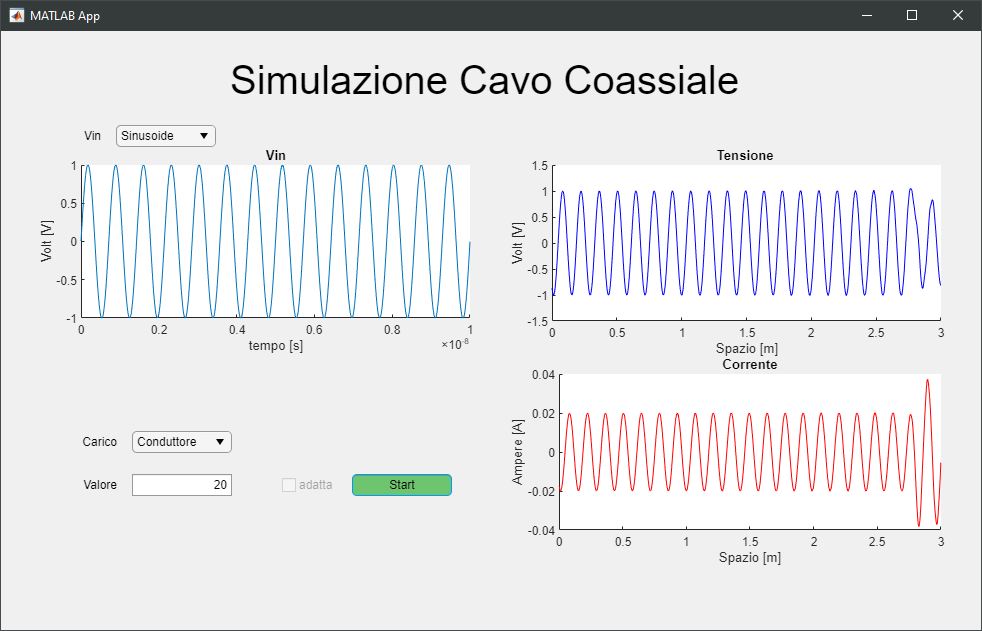 MATLAB App
Simulazione Cavo Coassiale
Vin Sinusoide
Vin
Volt [V]
1
0.5
0
-0.5
-1
0 0.2 0.4 0.6 0.8 1
tempo [s] ×10⁻⁸
Tensione
Volt [V]
1.5
1
0.5
0
-0.5
-1
-1.5
0 0.5 1 1.5 2 2.5 3
Spazio [m]
Corrente
Ampere [A]
0.04
0.02
0
-0.02
-0.04
0 0.5 1 1.5 2 2.5 3
Spazio [m]
Carico Conduttore
Valore 20 adatta Start